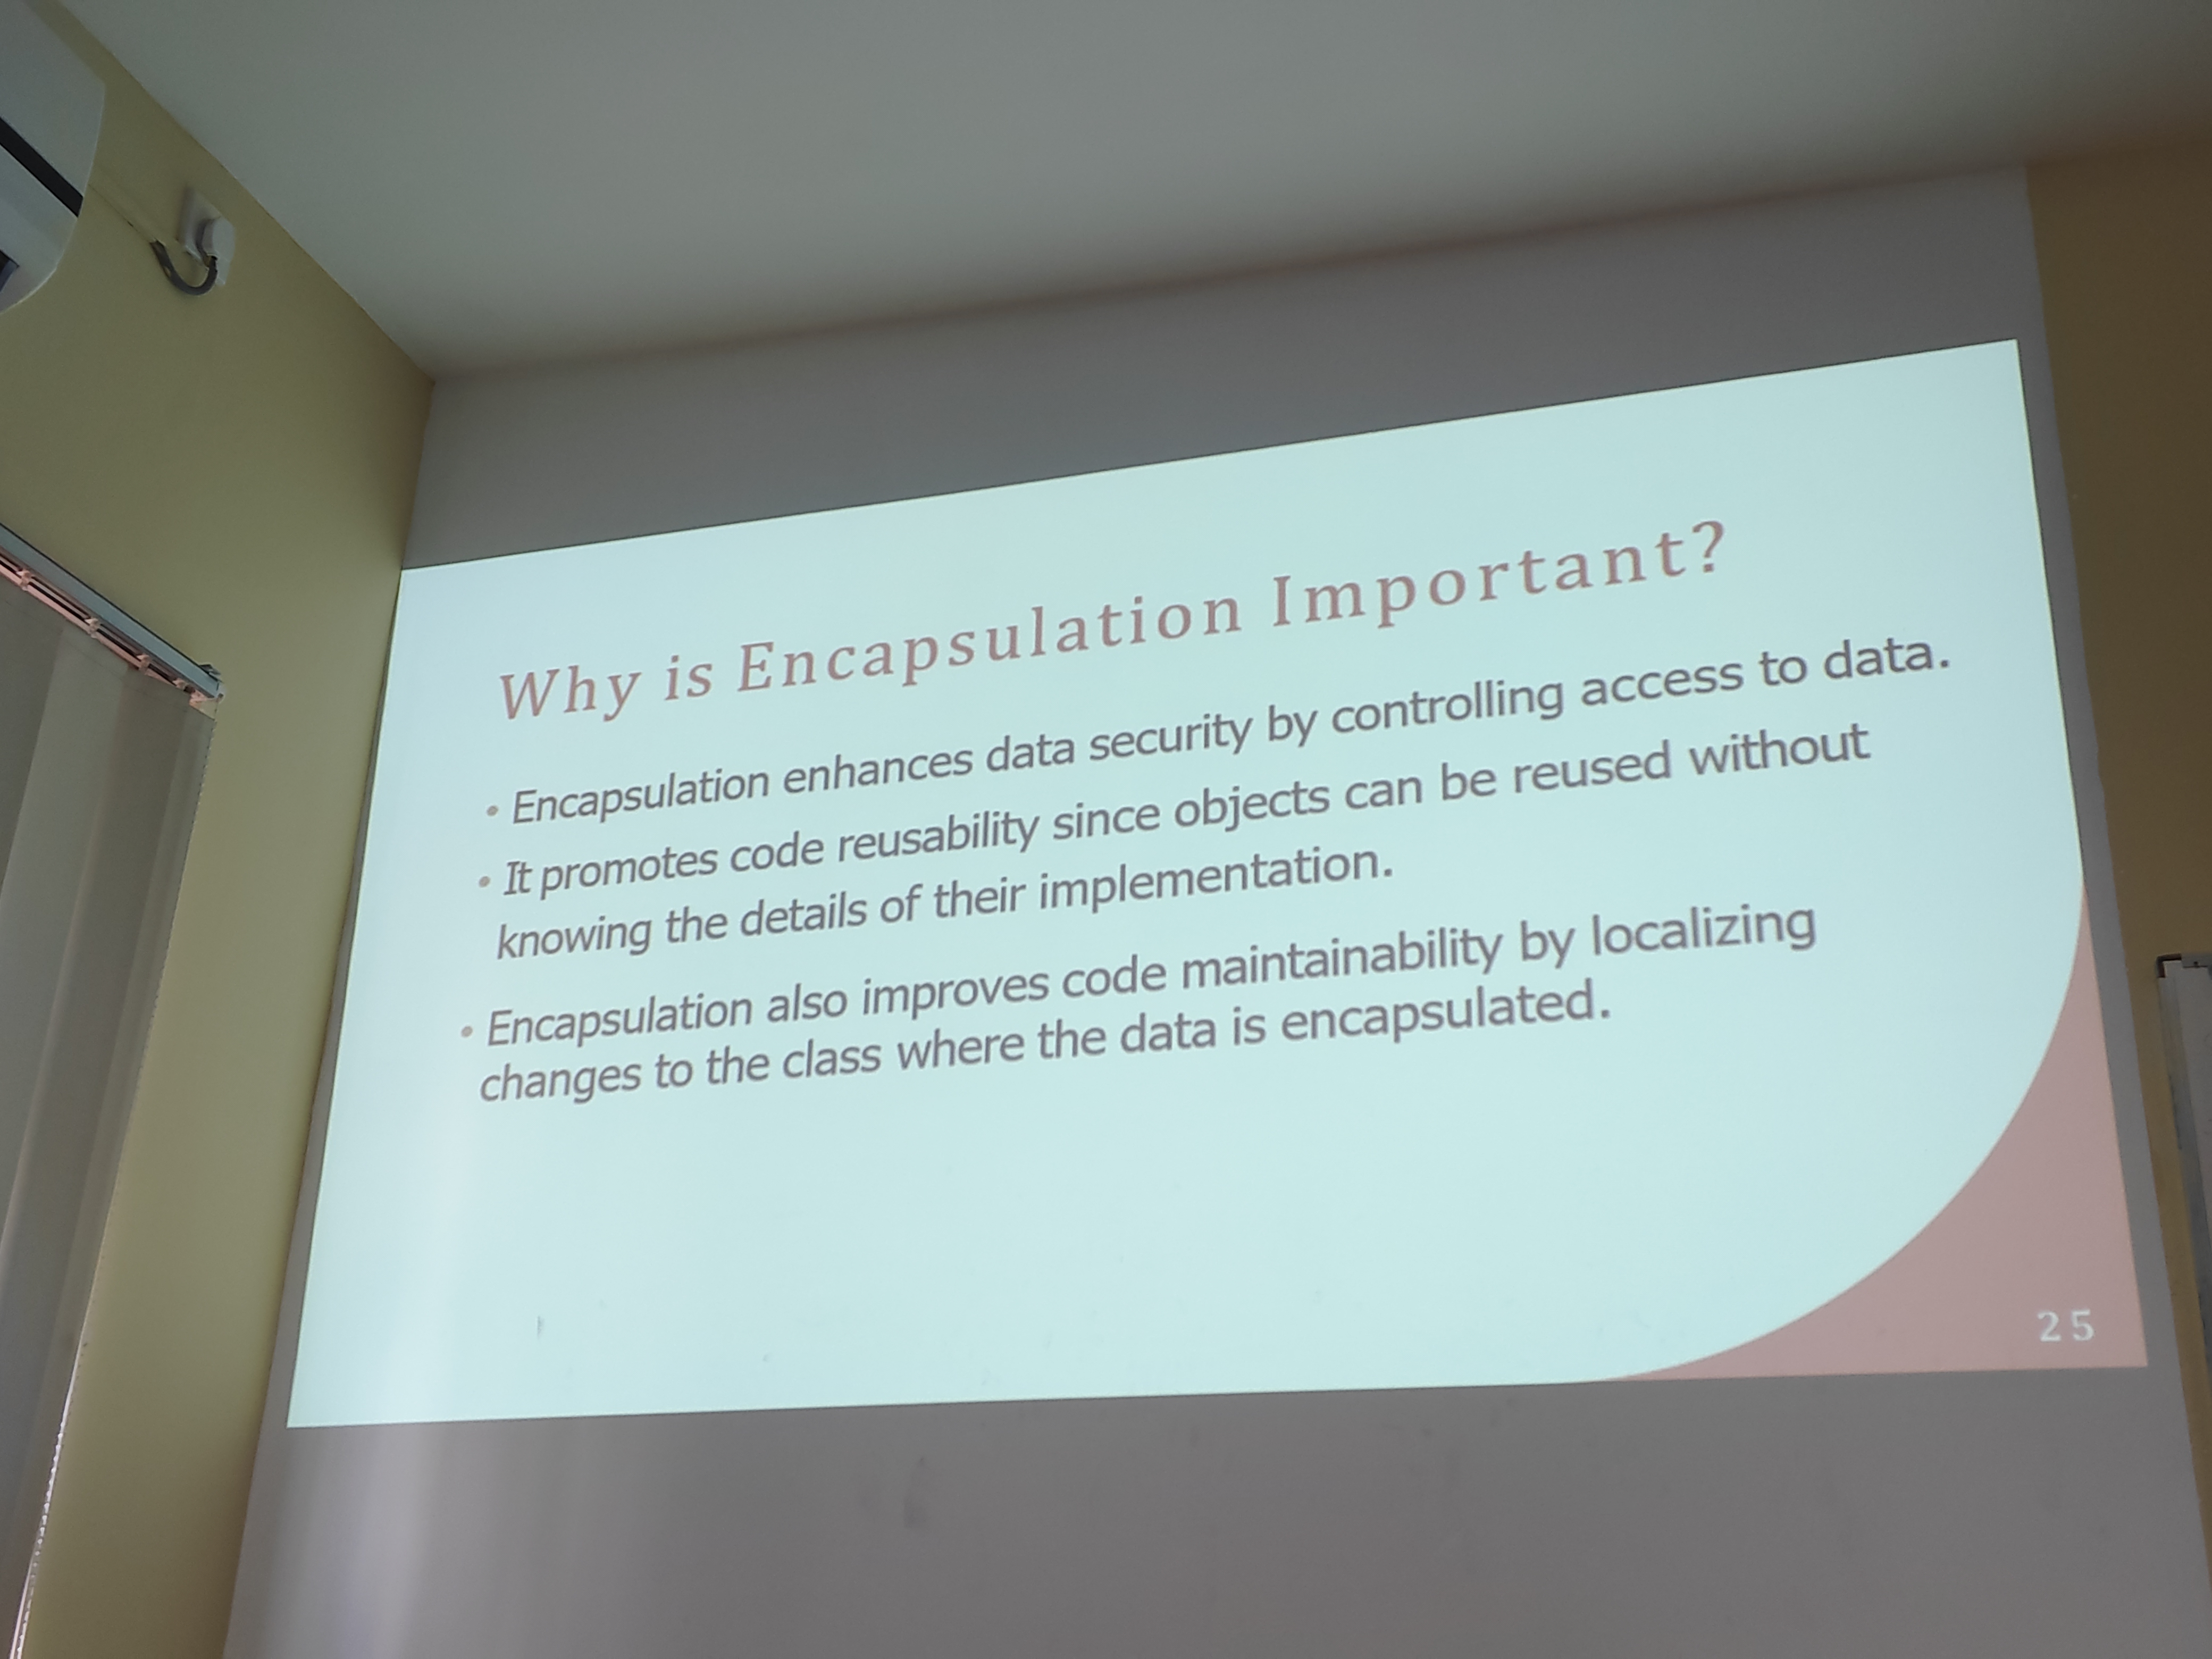 Why is Encapsulation Important?
• Encapsulation enhances data security by controlling access to data.
• It promotes code reusability since objects can be reused without
knowing the details of their implementation.
• Encapsulation also improves code maintainability by localizing
changes to the class where the data is encapsulated.
25